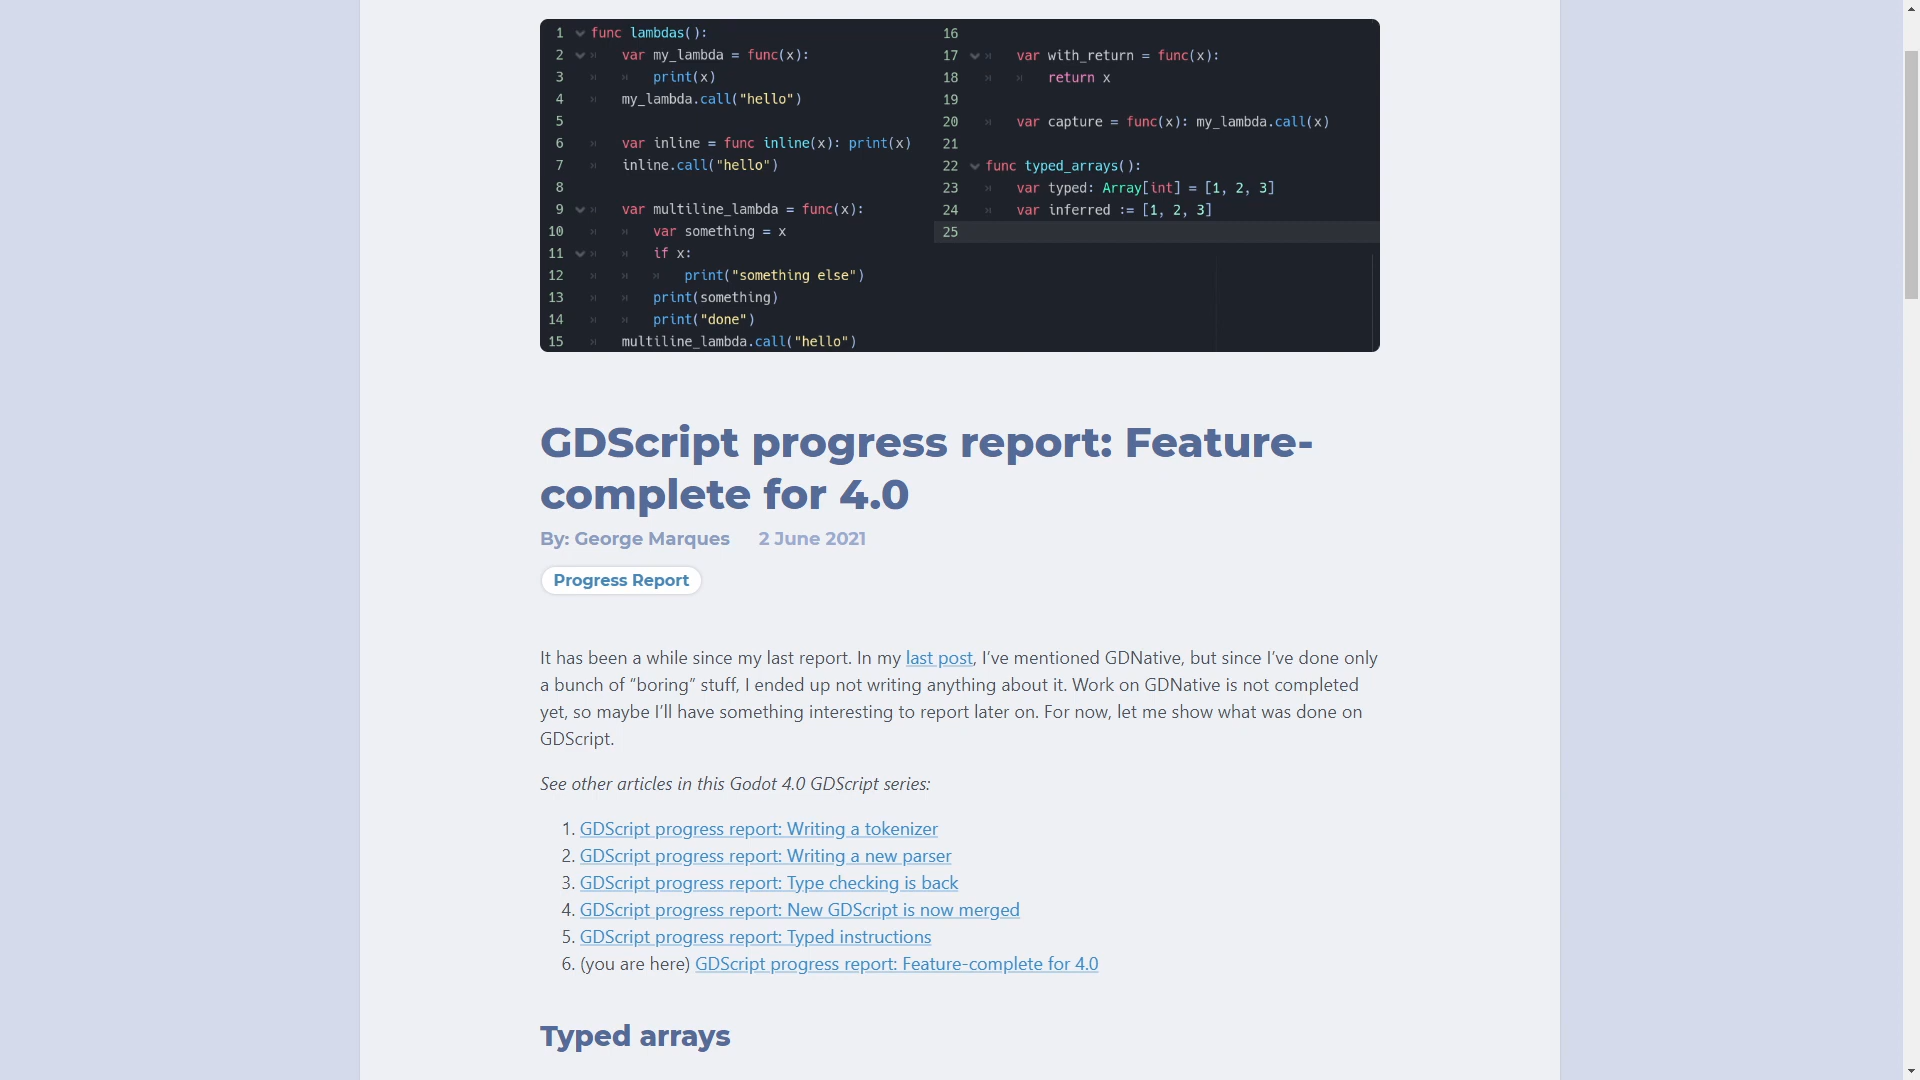 1 func lambdas():
2 var my_lambda = func(x):
3 print(x)
4 my_lambda.call("hello")
5
6 var inline = func inline(x): print(x)
7 inline.call("hello")
8
9 var multiline_lambda = func(x):
10 var something = x
11 if x:
12 print("something else")
13 print(something)
14 print("done")
15 multiline_lambda.call("hello")
16
17 var with_return = func(x):
18 return x
19
20 var capture = func(x): my_lambda.call(x)
21
22 func typed_arrays():
23 var typed: Array[int] = [1, 2, 3]
24 var inferred := [1, 2, 3]
25
GDScript progress report: Feature-
complete for 4.0
By: George Marques 2 June 2021
Progress Report
It has been a while since my last report. In my last post, I’ve mentioned GDNative, but since I’ve done only
a bunch of “boring” stuff, I ended up not writing anything about it. Work on GDNative is not completed
yet, so maybe I’ll have something interesting to report later on. For now, let me show what was done on
GDScript.
See other articles in this Godot 4.0 GDScript series:
1. GDScript progress report: Writing a tokenizer
2. GDScript progress report: Writing a new parser
3. GDScript progress report: Type checking is back
4. GDScript progress report: New GDScript is now merged
5. GDScript progress report: Typed instructions
6. (you are here) GDScript progress report: Feature-complete for 4.0
Typed arrays